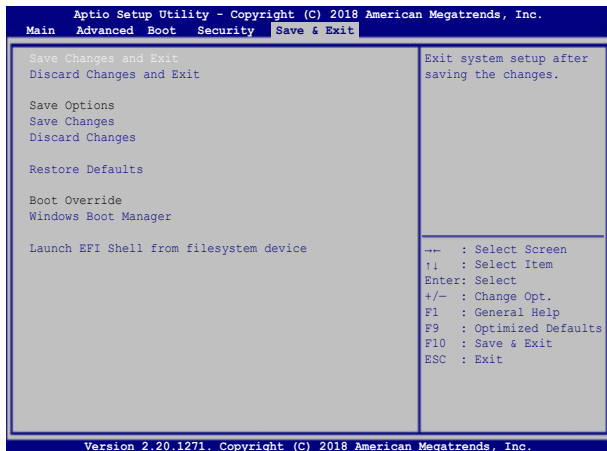 Aptio Setup Utility - Copyright (C) 2018 American Megatrends, Inc.
Main Advanced Boot Security Save & Exit
Save Changes and Exit
Discard Changes and Exit
Save Options
Save Changes
Discard Changes
Restore Defaults
Boot Override
Windows Boot Manager
Launch EFI Shell from filesystem device
Exit system setup after
saving the changes.
→← : Select Screen
↑↓ : Select Item
Enter: Select
+/— : Change Opt.
F1 : General Help
F9 : Optimized Defaults
F10 : Save & Exit
ESC : Exit
Version 2.20.1271. Copyright (C) 2018 American Megatrends, Inc.